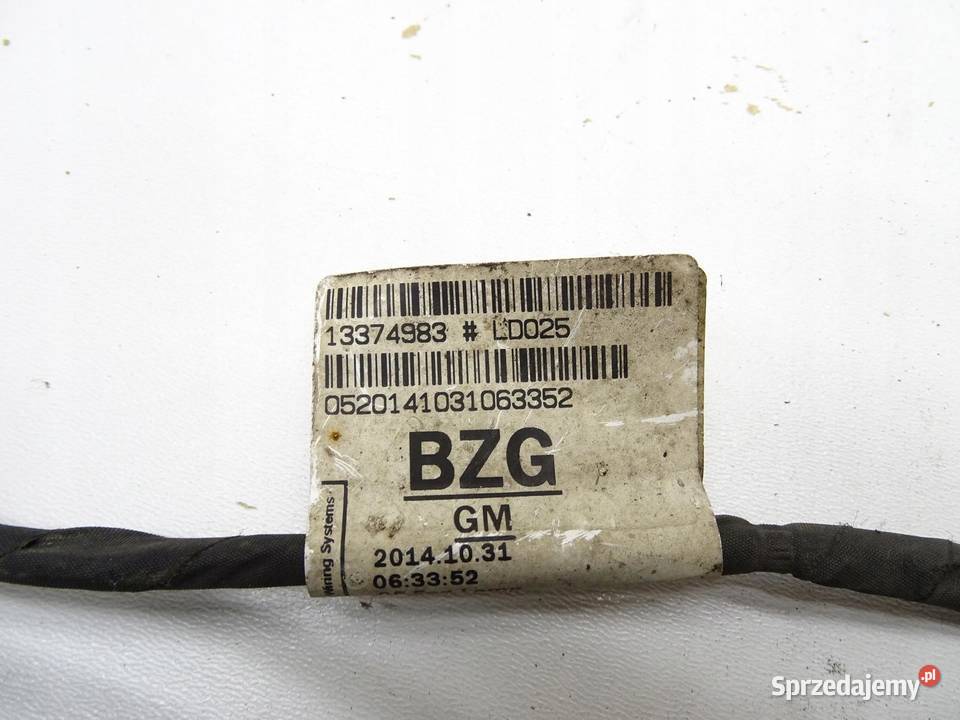 13374983 # LD025
0520141031063352
BZG
GM
2014.10.31
06:33:52
Wiring Systems
Sprzedajemy.pl